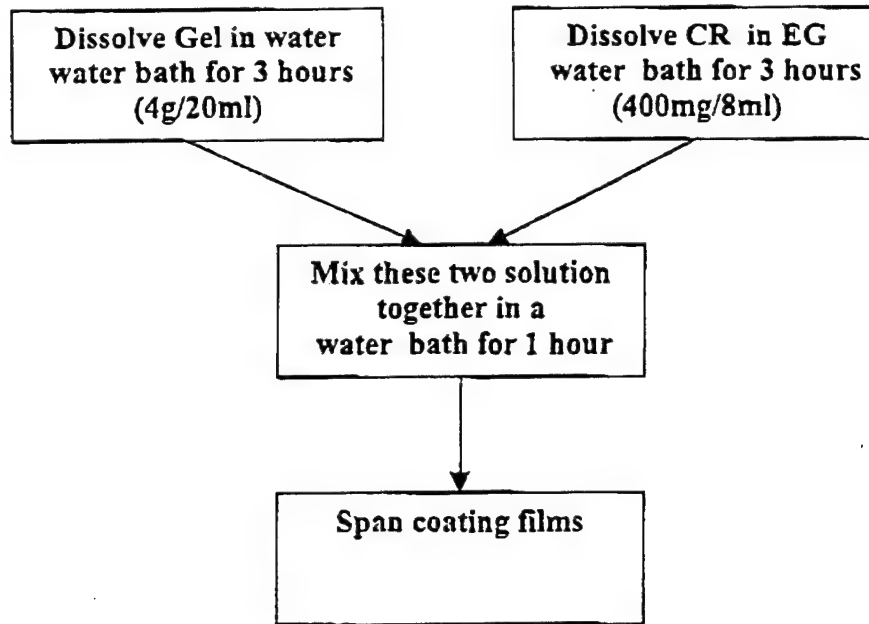 Dissolve Gel in water
water bath for 3 hours
(4g/20ml)
Dissolve CR in EG
water bath for 3 hours
(400mg/8ml)
Mix these two solution
together in a
water bath for 1 hour
Span coating films